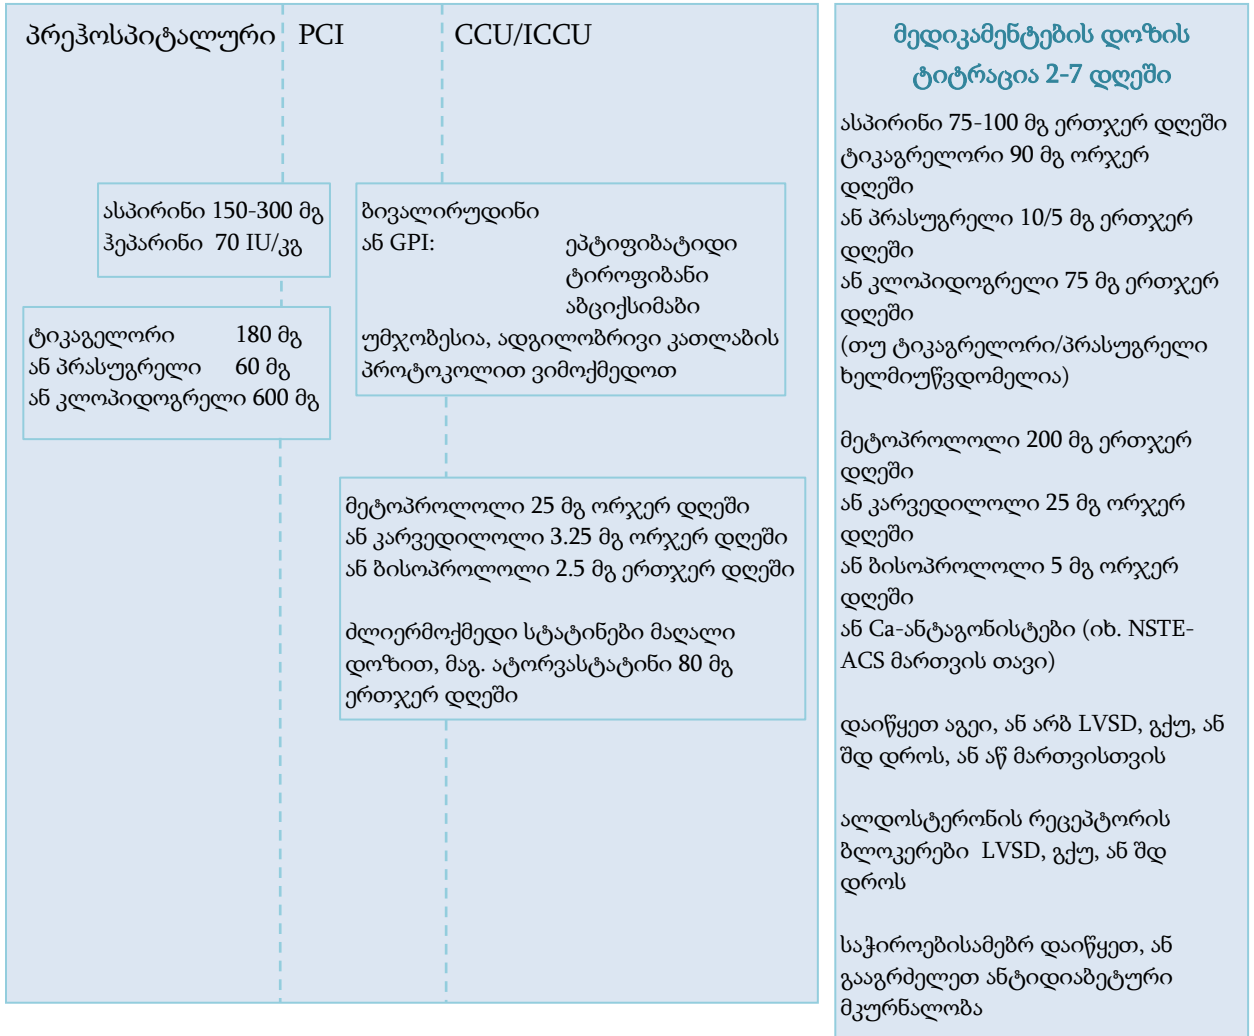 პრეჰოსპიტალური
PCI
CCU/ICCU
ასპირინი 150-300 მგ
ჰეპარინი 70 IU/კგ
ტიკაგელორი 180 მგ
ან პრასუგრელი 60 მგ
ან კლოპიდოგრელი 600 მგ
ბივალირუდინი
ან GPI: ეპტიფიბატიდი
ტიროფიბანი
აბციქსიმაბი
უმჯობესია, ადგილობრივი კათლაბის
პროტოკოლით ვიმოქმედოთ
მეტოპროლოლი 25 მგ ორჯერ დღეში
ან კარვედილოლი 3.25 მგ ორჯერ დღეში
ან ბისოპროლოლი 2.5 მგ ერთჯერ დღეში
ძლიერმოქმედი სტატინები მაღალი
დოზით, მაგ. ატორვასტატინი 80 მგ
ერთჯერ დღეში
მედიკამენტების დოზის
ტიტრაცია 2-7 დღეში
ასპირინი 75-100 მგ ერთჯერ დღეში
ტიკაგრელორი 90 მგ ორჯერ
დღეში
ან პრასუგრელი 10/5 მგ ერთჯერ
დღეში
ან კლოპიდოგრელი 75 მგ ერთჯერ
დღეში
(თუ ტიკაგრელორი/პრასუგრელი
ხელმიუწვდომელია)
მეტოპროლოლი 200 მგ ერთჯერ
დღეში
ან კარვედილოლი 25 მგ ორჯერ
დღეში
ან ბისოპროლოლი 5 მგ ორჯერ
დღეში
ან Ca-ანტაგონისტები (იხ. NSTE-
ACS მართვის თავი)
დაიწყეთ აგეი, ან არბ LVSD, გქუ, ან
შდ დროს, ან აწ მართვისთვის
ალდოსტერონის რეცეპტორის
ბლოკერები LVSD, გქუ, ან შდ
დროს
საჭიროებისამებრ დაიწყეთ, ან
გააგრძელეთ ანტიდიაბეტური
მკურნალობა